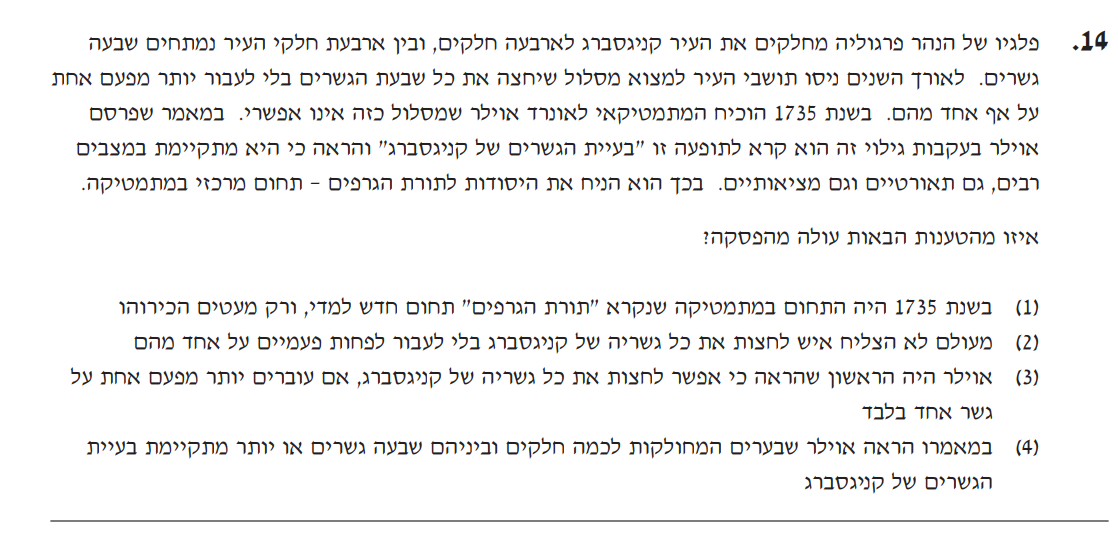 14. פלגיו של הנהר פרגוליה מחלקים את העיר קניגסברג לארבעה חלקים, ובין ארבעת חלקי העיר נמתחים שבעה
גשרים. לאורך השנים ניסו תושבי העיר למצוא מסלול שיחצה את כל שבעת הגשרים בלי לעבור יותר מפעם אחת
על אף אחד מהם. בשנת 1735 הוכיח המתמטיקאי לאונרד אוילר שמסלול כזה אינו אפשרי. במאמר שפרסם
אוילר בעקבות גילוי זה הוא קרא לתופעה זו "בעיית הגשרים של קניגסברג" והראה כי היא מתקיימת במצבים
רבים, גם תאורטיים וגם מציאותיים. בכך הוא הניח את היסודות לתורת הגרפים – תחום מרכזי במתמטיקה.
איזו מהטענות הבאות עולה מהפסקה?
(1) בשנת 1735 היה התחום במתמטיקה שנקרא "תורת הגרפים" תחום חדש למדי, ורק מעטים הכירוהו
(2) מעולם לא הצליח איש לחצות את כל גשריה של קניגסברג בלי לעבור לפחות פעמיים על אחד מהם
(3) אוילר היה הראשון שהראה כי אפשר לחצות את כל גשריה של קניגסברג, אם עוברים יותר מפעם אחת על
גשר אחד בלבד
(4) במאמרו הראה אוילר שבערים המחולקות לכמה חלקים וביניהם שבעה גשרים או יותר מתקיימת בעיית
הגשרים של קניגסברג